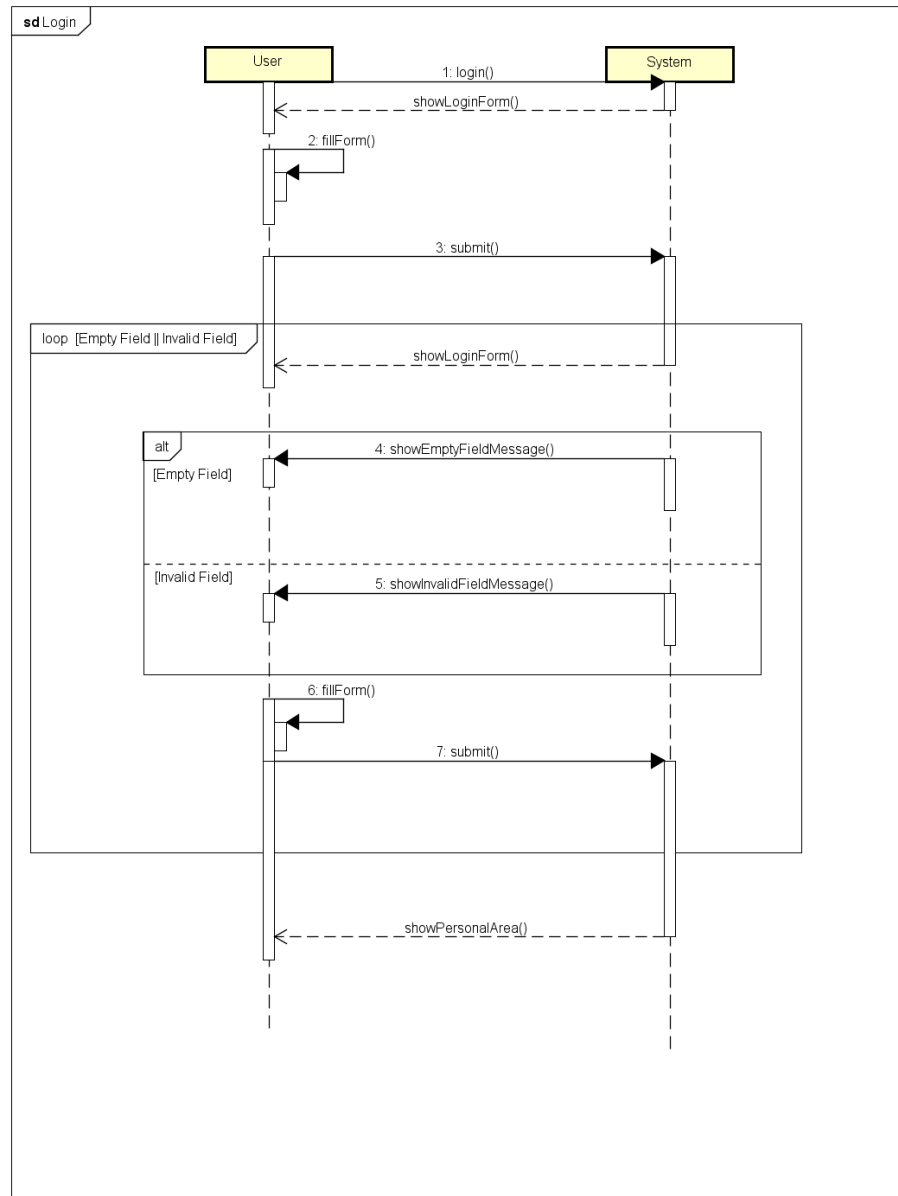 sd Login
User
System
1: login()
showLoginForm()
2: fillForm()
3: submit()
loop [Empty Field || Invalid Field]
showLoginForm()
alt
4: showEmptyFieldMessage()
[Empty Field]
[Invalid Field]
5: showInvalidFieldMessage()
6: fillForm()
7: submit()
showPersonalArea()